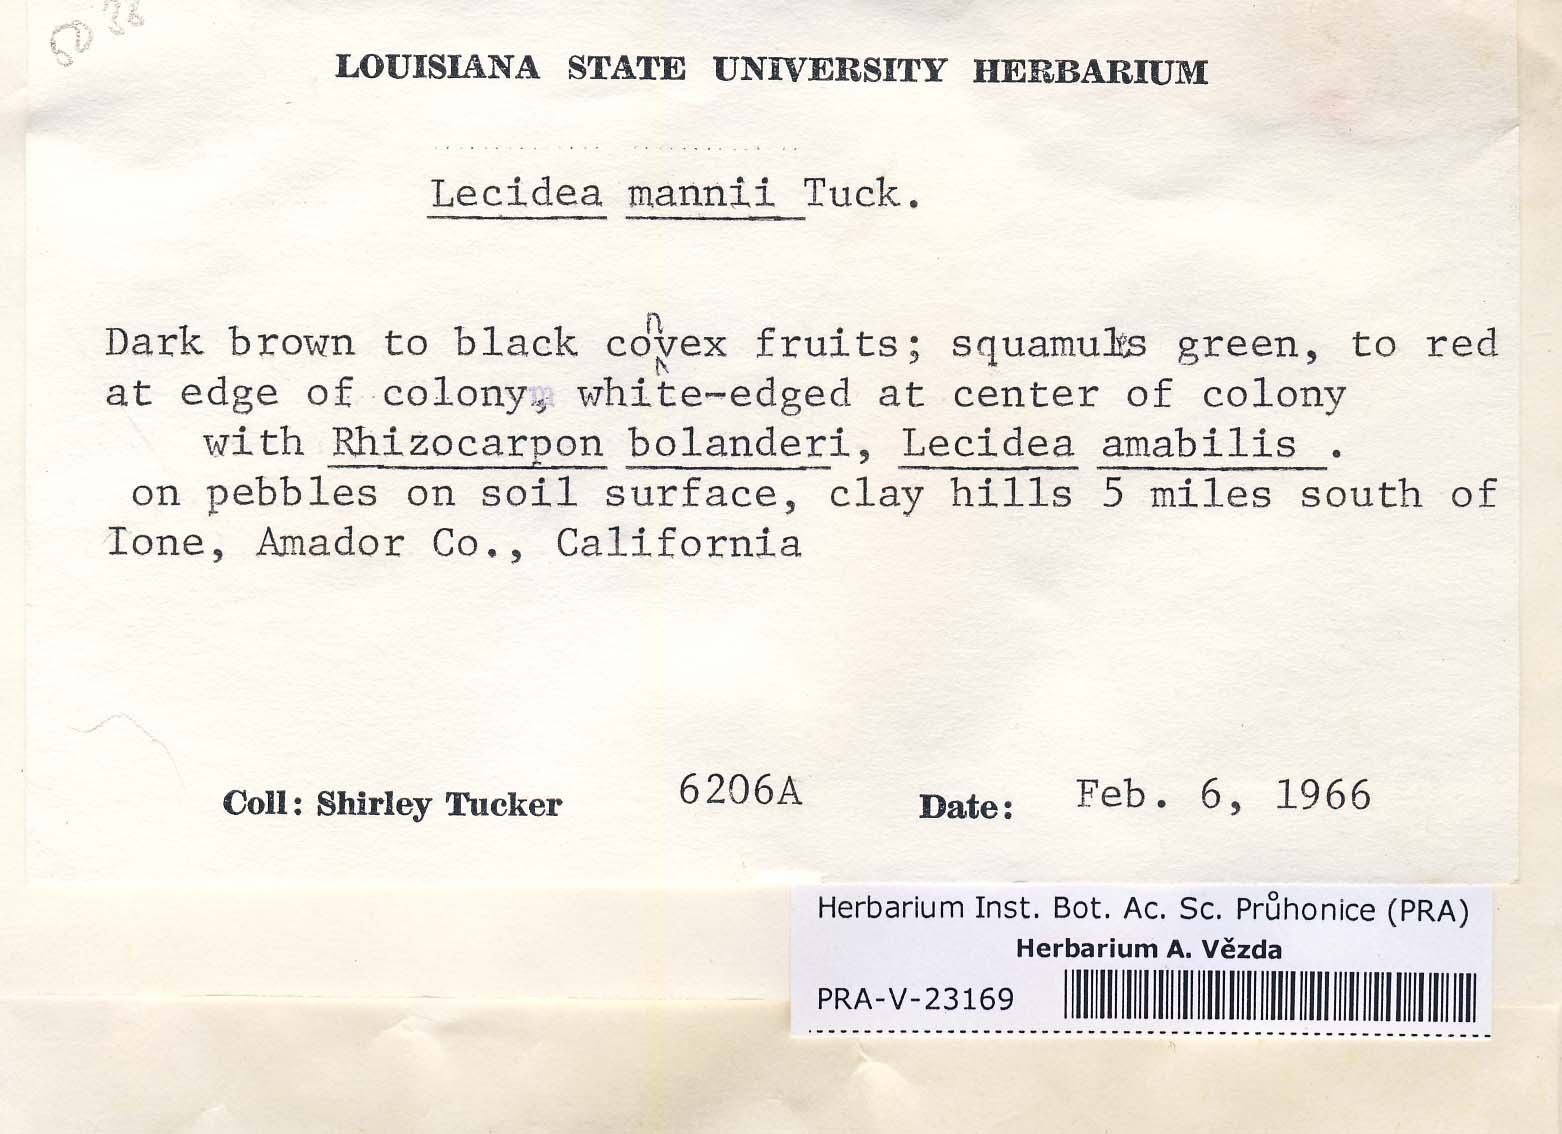 5038
LOUISIANA STATE UNIVERSITY HERBARIUM
Lecidea mannii Tuck.
Dark brown to black convex fruits; squamuls green, to red
at edge of colony, white-edged at center of colony
with Rhizocarpon bolanderi, Lecidea amabilis .
on pebbles on soil surface, clay hills 5 miles south of
Ione, Amador Co., California
Coll: Shirley Tucker 6206A Date: Feb. 6, 1966
Herbarium Inst. Bot. Ac. Sc. Průhonice (PRA)
Herbarium A. Vězda
PRA-V-23169